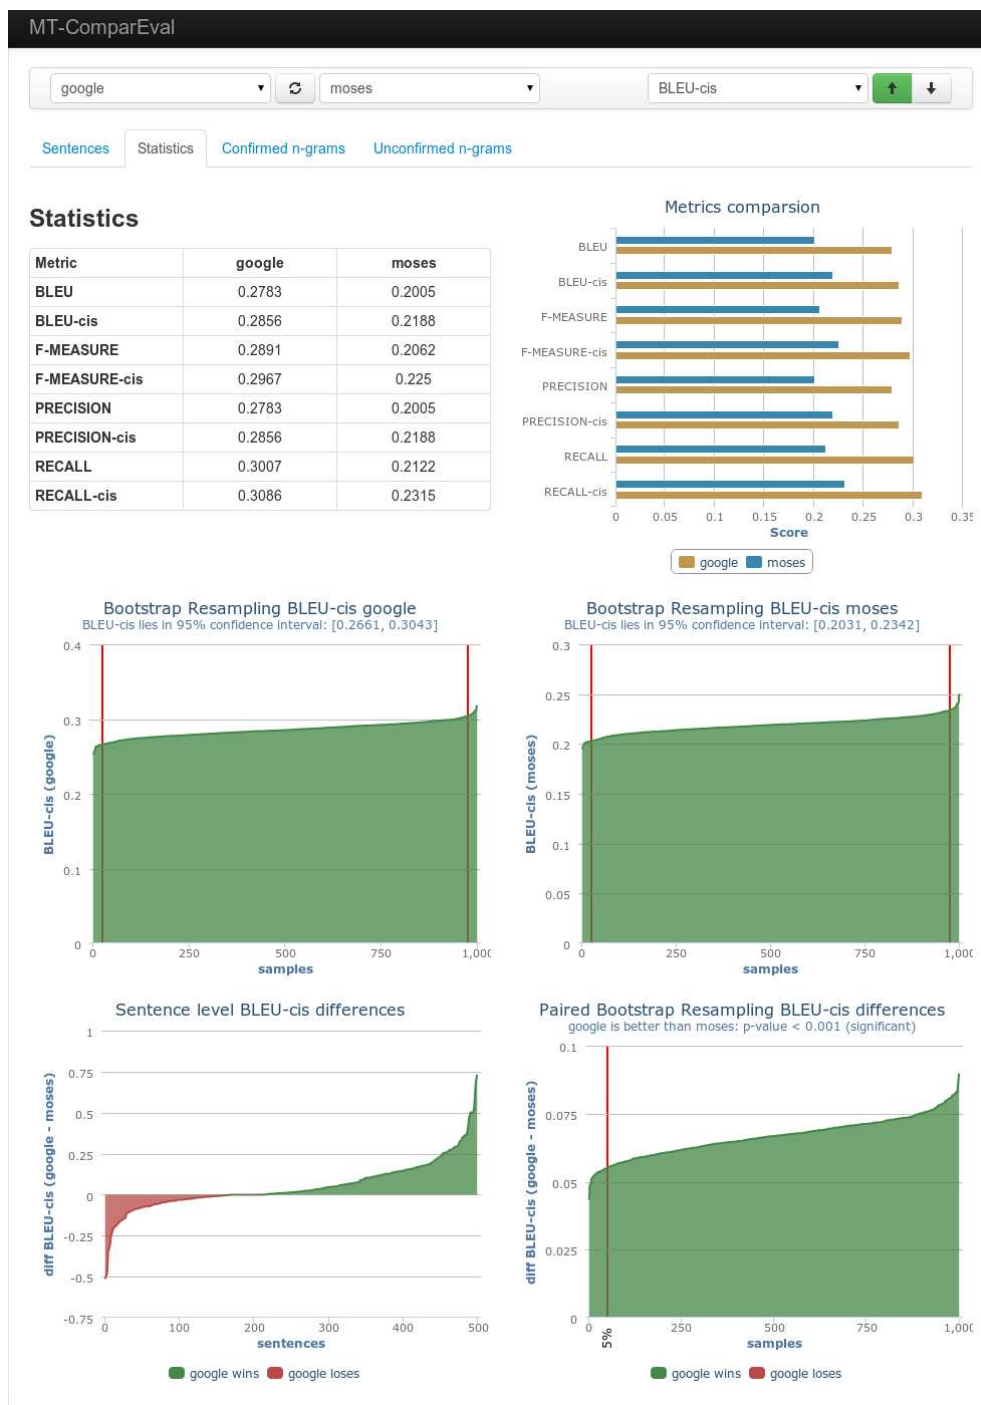 MT-ComparEval
google moses BLEU-cis
Sentences Statistics Confirmed n-grams Unconfirmed n-grams
Statistics
Metric google moses
BLEU 0.2783 0.2005
BLEU-cis 0.2856 0.2188
F-MEASURE 0.2891 0.2062
F-MEASURE-cis 0.2967 0.225
PRECISION 0.2783 0.2005
PRECISION-cis 0.2856 0.2188
RECALL 0.3007 0.2122
RECALL-cis 0.3086 0.2315
Metrics comparsion
BLEU
BLEU-cis
F-MEASURE
F-MEASURE-cis
PRECISION
PRECISION-cis
RECALL
RECALL-cis
0 0.05 0.1 0.15 0.2 0.25 0.3 0.35
Score
google moses
Bootstrap Resampling BLEU-cis google
BLEU-cis lies in 95% confidence interval: [0.2661, 0.3043]
BLEU-cis (google)
0.4
0.3
0.2
0.1
0
0 250 500 750 1,000
samples
Bootstrap Resampling BLEU-cis moses
BLEU-cis lies in 95% confidence interval: [0.2031, 0.2342]
BLEU-cis (moses)
0.3
0.25
0.2
0.15
0.1
0.05
0
0 250 500 750 1,000
samples
Sentence level BLEU-cis differences
diff BLEU-cis (google - moses)
1
0.75
0.5
0.25
0
-0.25
-0.5
-0.75
0 100 200 300 400 500
sentences
google wins google loses
Paired Bootstrap Resampling BLEU-cis differences
google is better than moses: p-value < 0.001 (significant)
diff BLEU-cis (google - moses)
0.1
0.075
0.05
0.025
0
0 5% 250 500 750 1,000
samples
google wins google loses